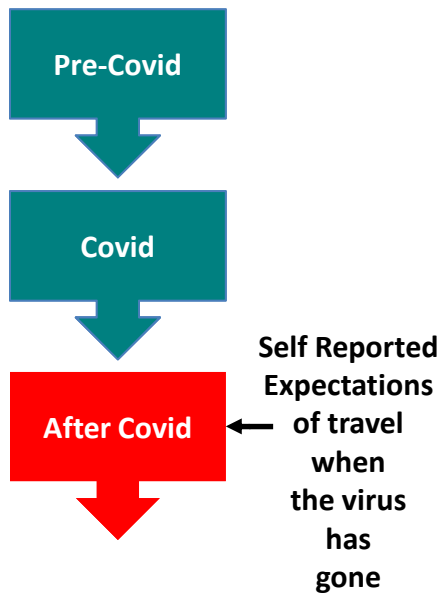 Pre-Covid
Covid
After Covid
Self Reported
Expectations
of travel
when
the virus
has
gone